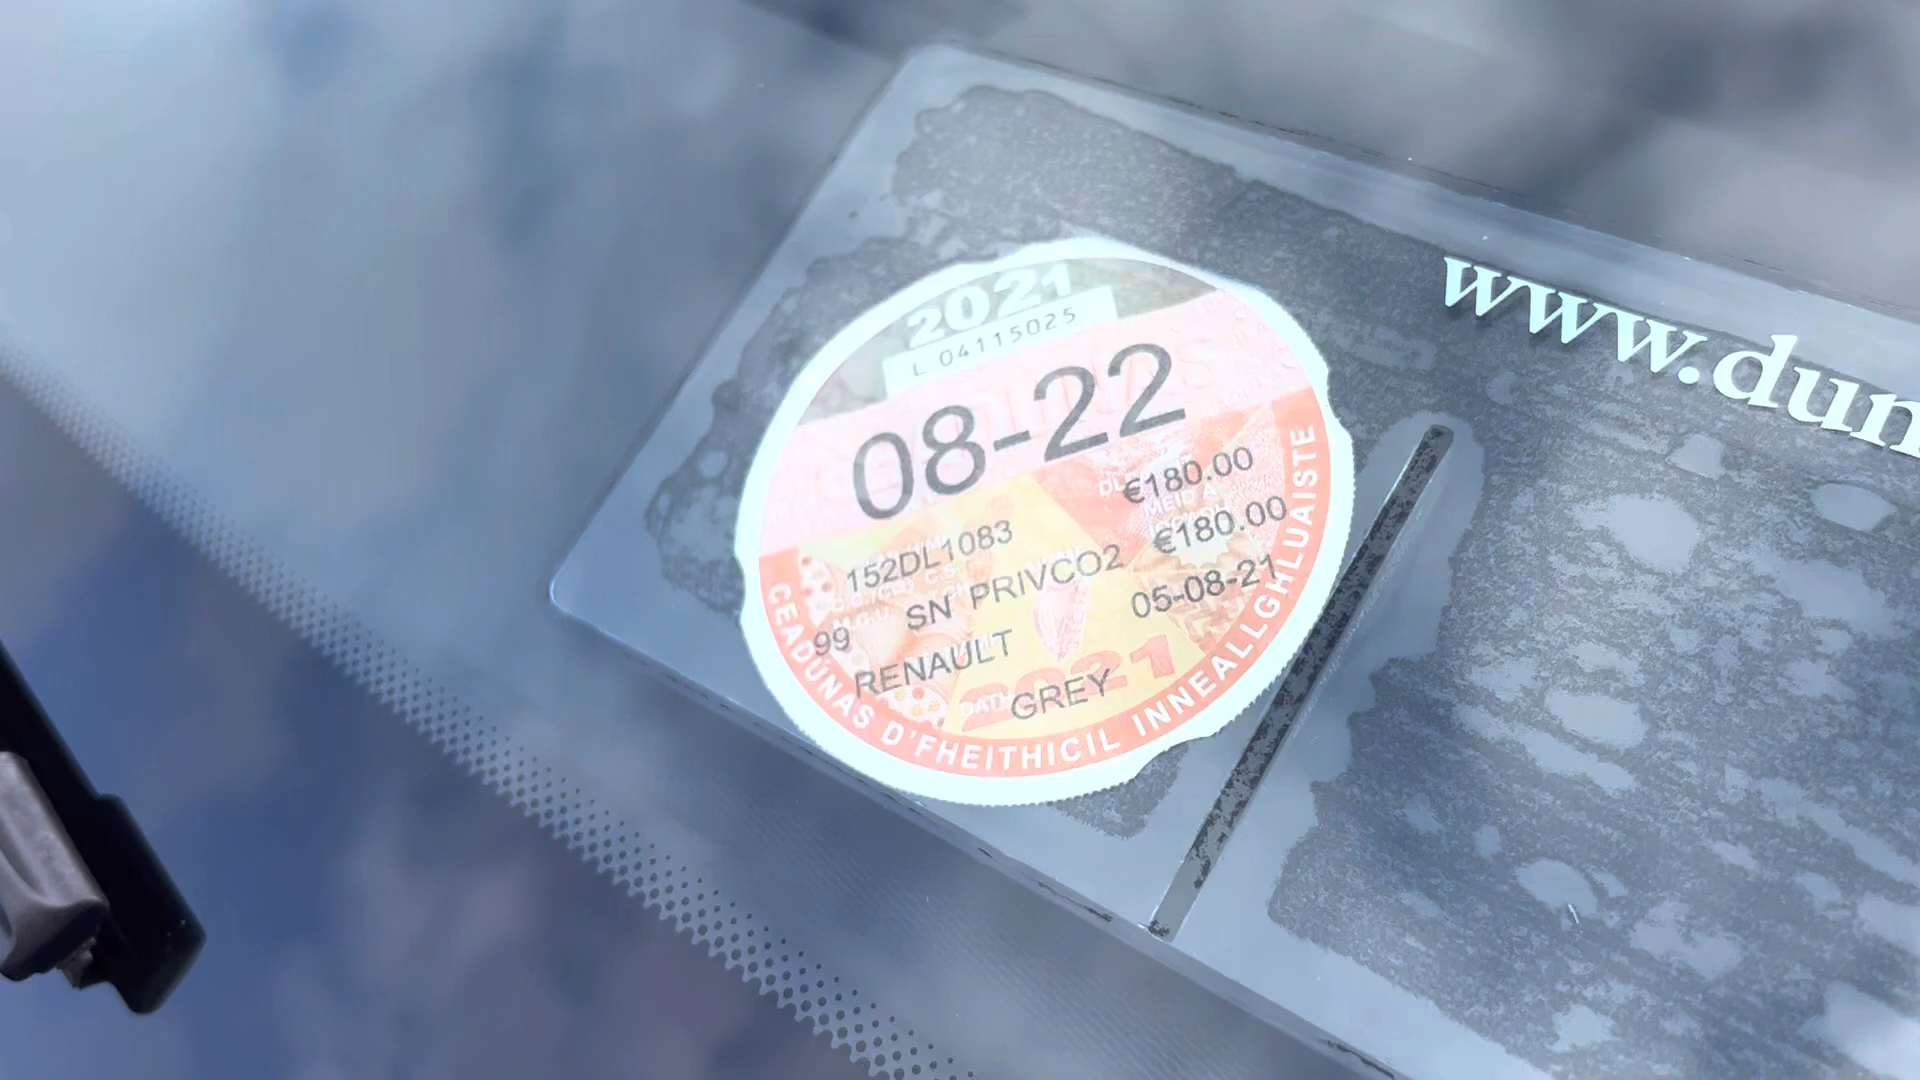 2021
L 04115025
08-22
€180.00
152DL1083
€180.00
99 SN PRIVCO2
05-08-21
RENAULT
GREY
2021
CEADÚNAS D'FHEITHICIL INNEALLGHLUAISTE
www.dun